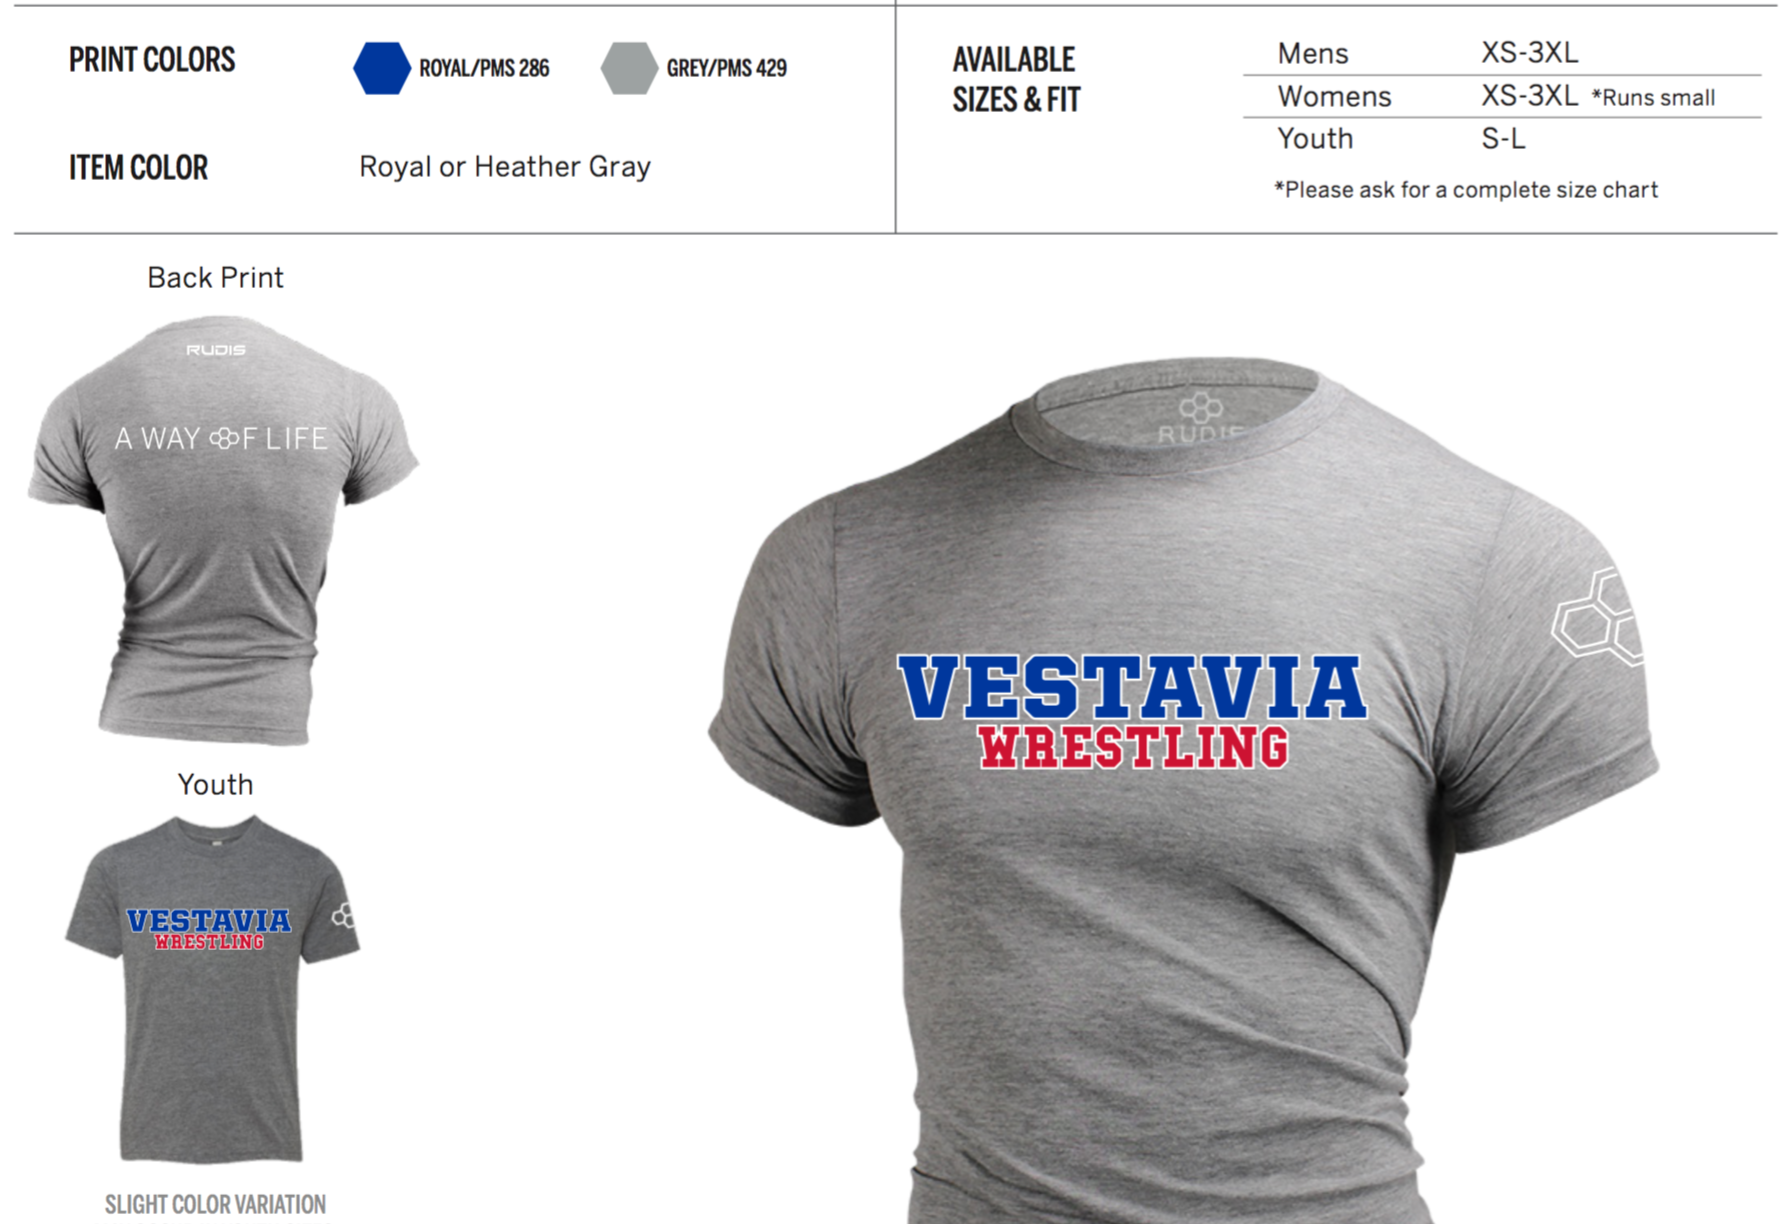 PRINT COLORS
ROYAL/PMS 286
GREY/PMS 429
ITEM COLOR
Royal or Heather Gray
AVAILABLE
SIZES & FIT
Mens XS-3XL
Womens XS-3XL *Runs small
Youth S-L
*Please ask for a complete size chart
Back Print
RUDIS
A WAY OF LIFE
Youth
VESTAVIA
WRESTLING
SLIGHT COLOR VARIATION
RUDIS
VESTAVIA
WRESTLING